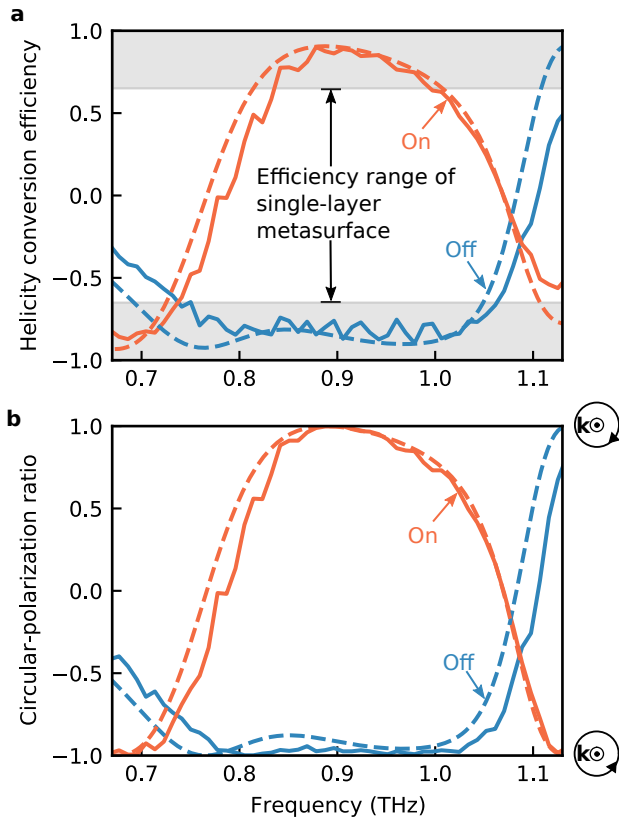 a
Helicity conversion efficiency
1.0
0.5
0.0
−0.5
−1.0
On
Efficiency range of
single-layer
metasurface
Off
0.7 0.8 0.9 1.0 1.1
b
Circular-polarization ratio
1.0
0.5
0.0
−0.5
−1.0
On
Off
k
k
0.7 0.8 0.9 1.0 1.1
Frequency (THz)